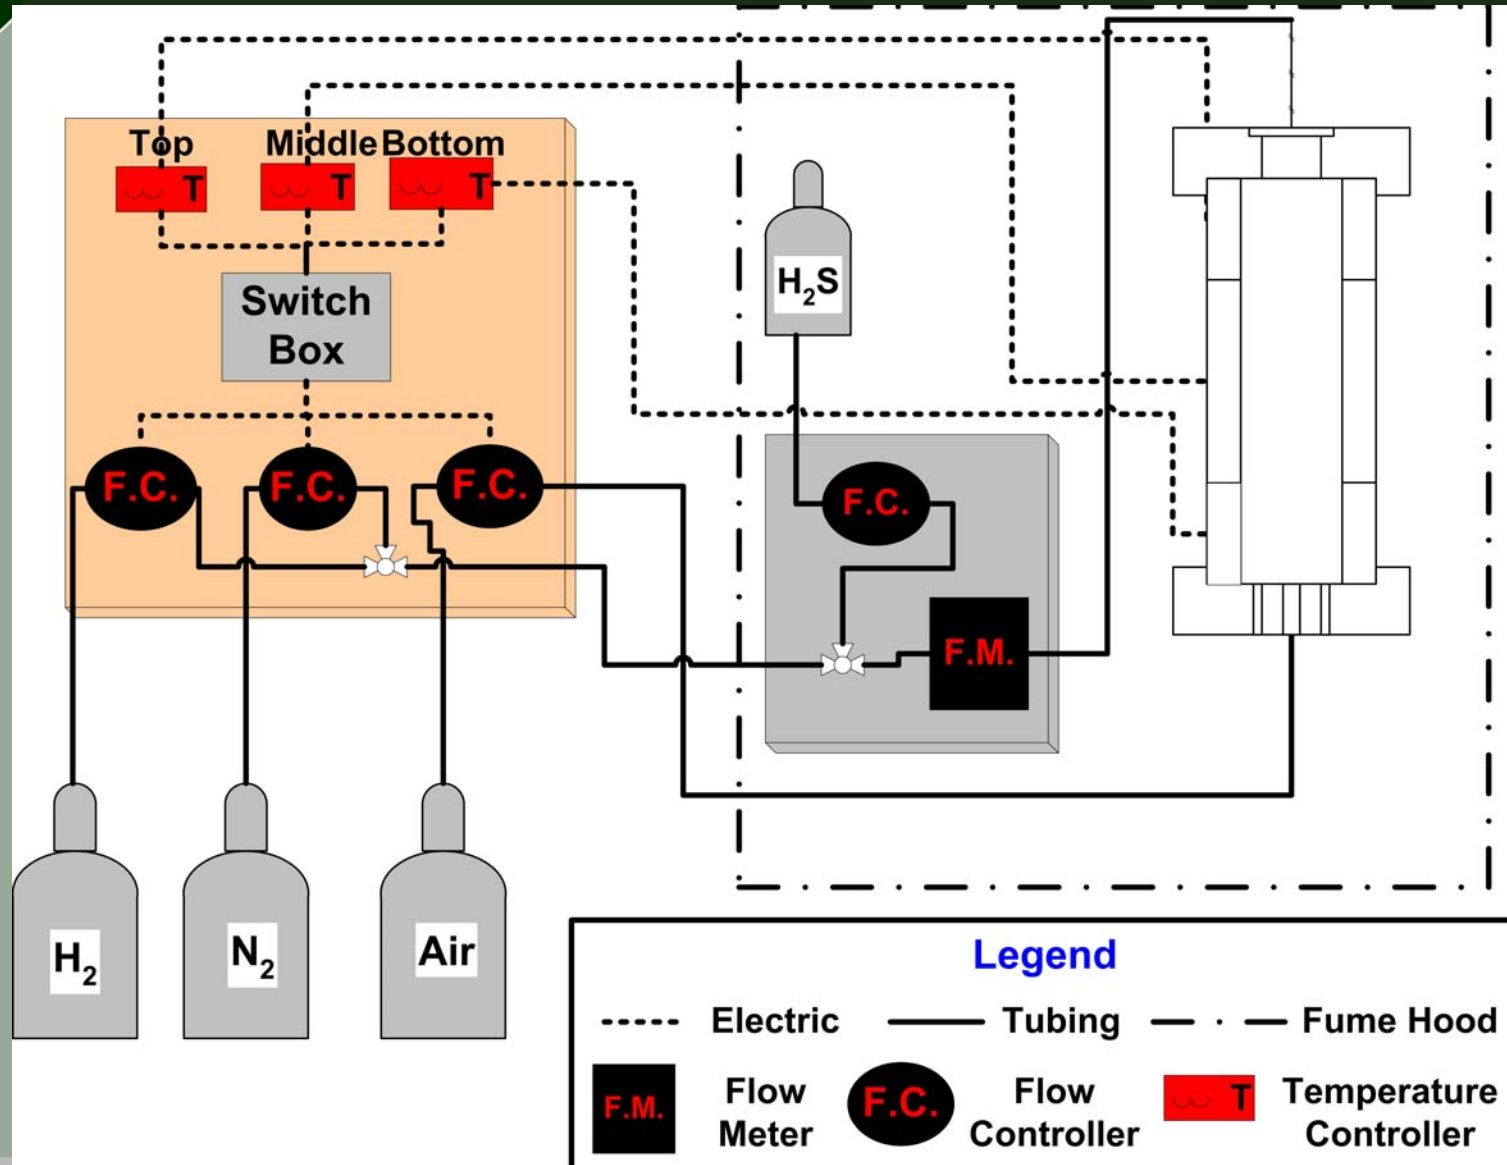 Top
Middle
Bottom
T
T
T
Switch
Box
H₂S
F.C.
F.C.
F.C.
F.C.
F.M.
H₂
N₂
Air
Legend
Electric
Tubing
Fume Hood
F.M.
Flow
Meter
F.C.
Flow
Controller
T
Temperature
Controller